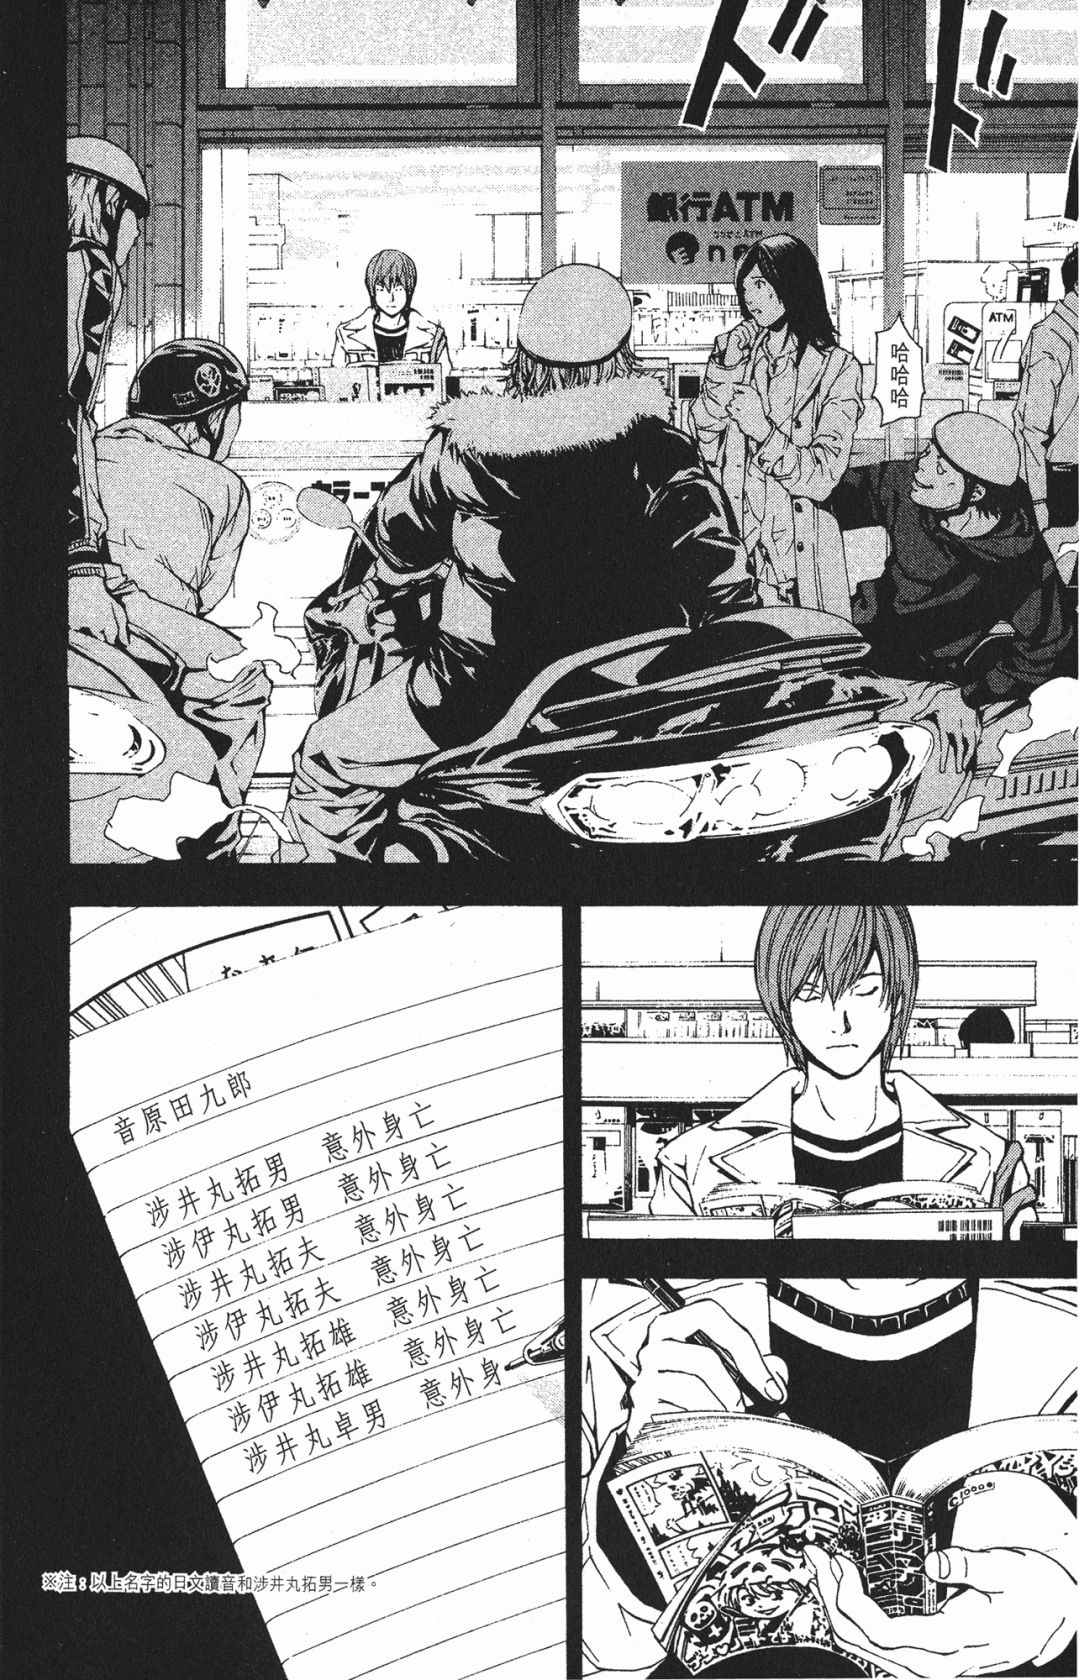 ドドド
銀行ATM
ATM
哈哈哈
音原田九郎
涉井丸拓男　意外身亡
涉伊丸拓男　意外身亡
涉井丸拓夫　意外身亡
涉伊丸拓夫　意外身亡
涉井丸拓雄　意外身亡
涉伊丸拓雄　意外身亡
涉井丸卓男　意外身
※注：以上名字的日文讀音和涉井丸拓男一樣。